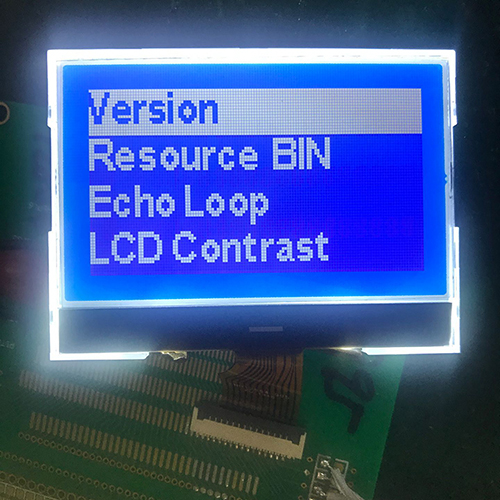 Version
Resource BIN
Echo Loop
LCD Contrast